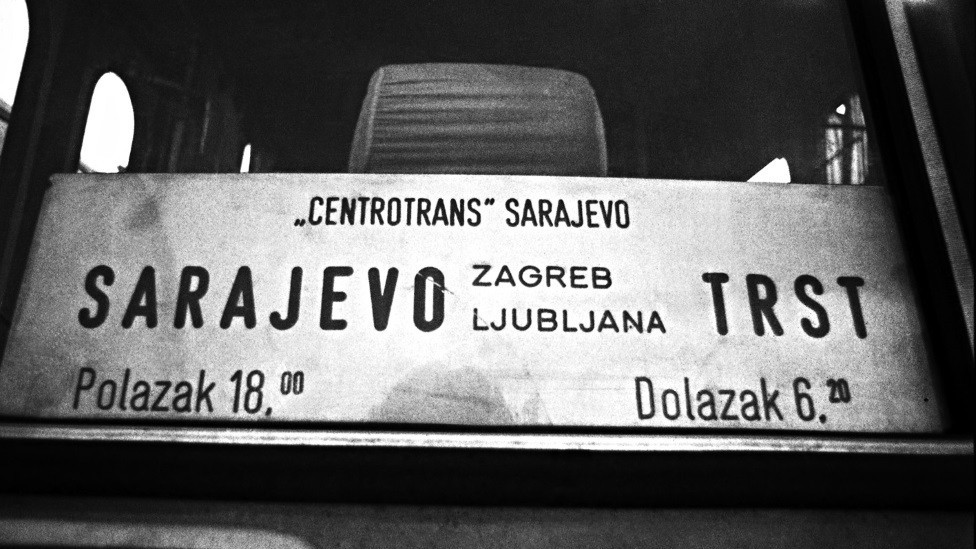 „CENTROTRANS” SARAJEVO
SARAJEVO ZAGREB LJUBLJANA TRST
Polazak 18.⁰⁰ Dolazak 6.²⁰